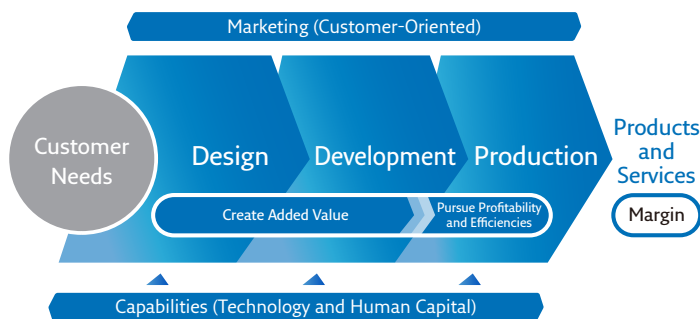 Marketing (Customer-Oriented)
Customer
Needs
Design
Development
Production
Products
and
Services
Create Added Value
Pursue Profitability
and Efficiencies
Margin
Capabilities (Technology and Human Capital)